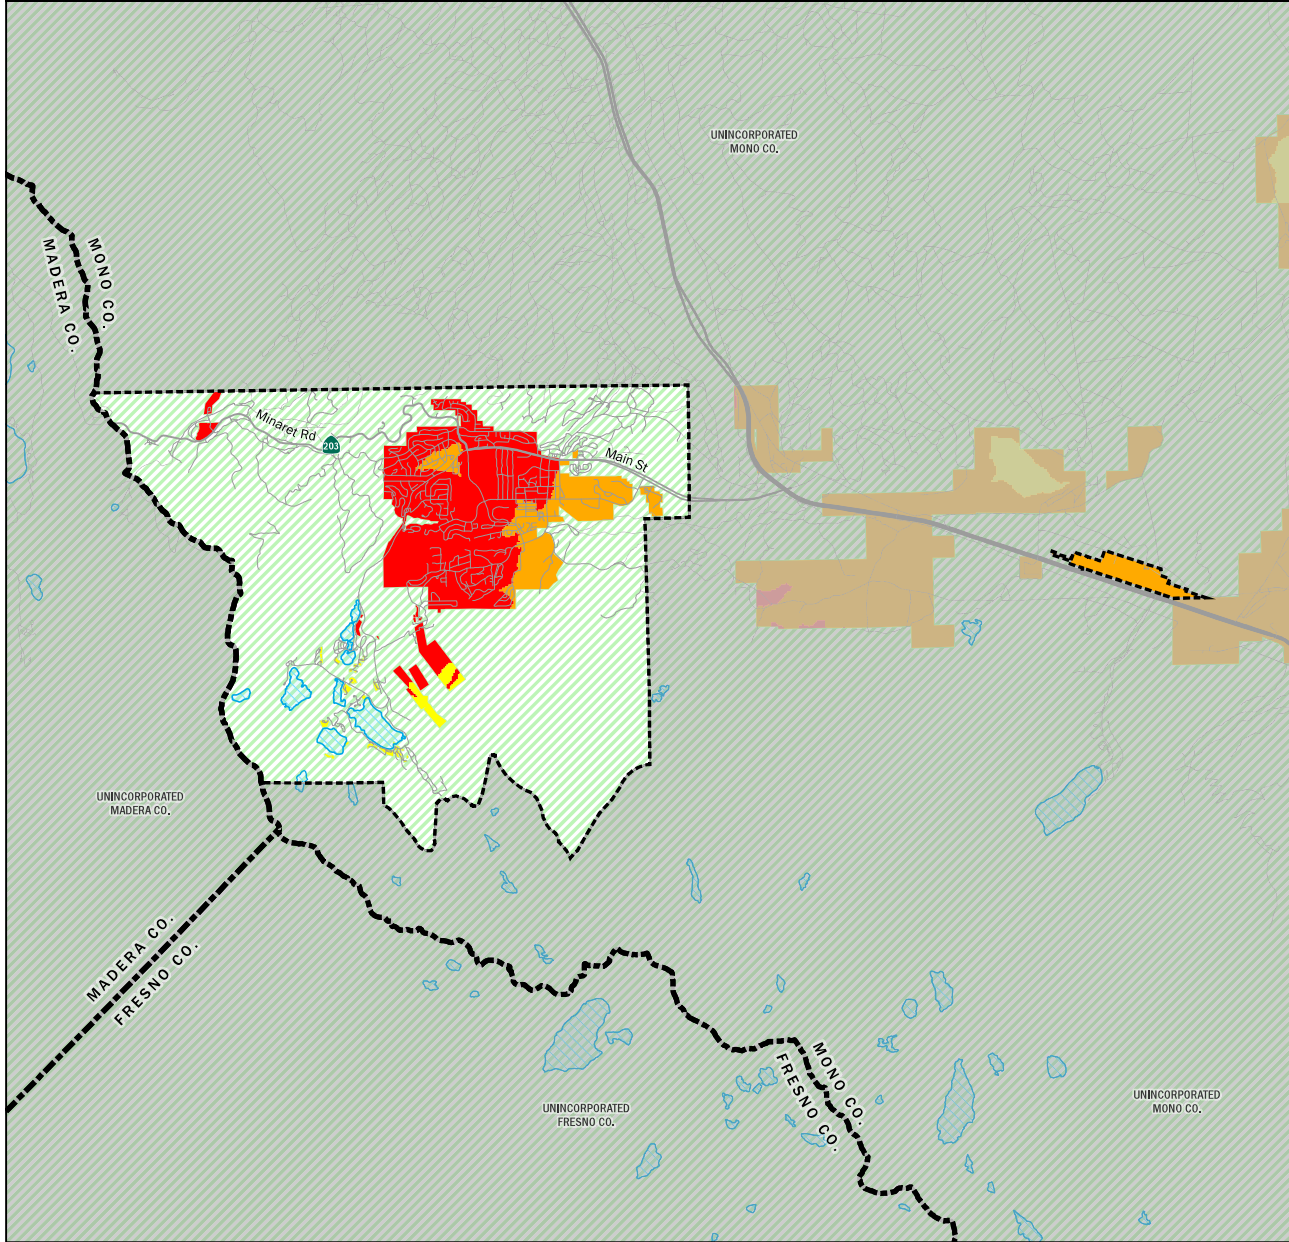 UNINCORPORATED
MONO CO.
MONO CO.
MADERA CO.
Minaret Rd
203
Main St
UNINCORPORATED
MADERA CO.
MADERA CO.
FRESNO CO.
MONO CO.
FRESNO CO.
UNINCORPORATED
FRESNO CO.
UNINCORPORATED
MONO CO.